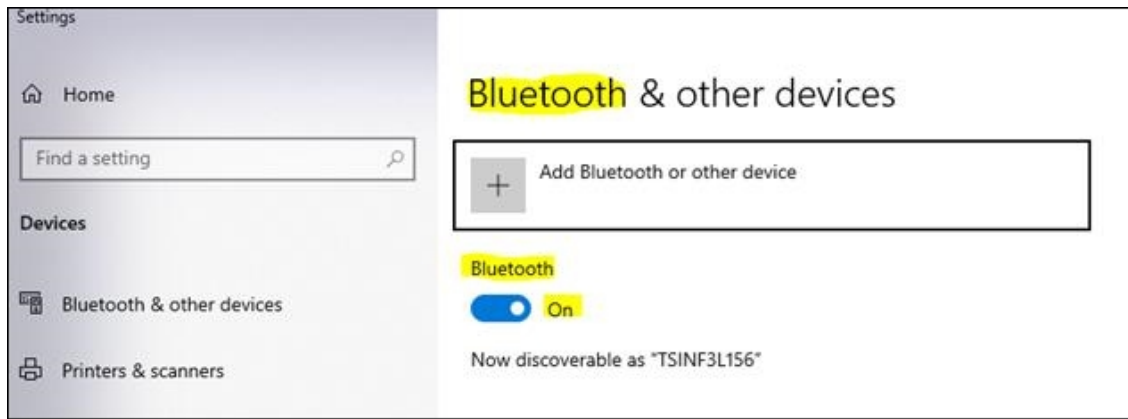 Settings
Home
Find a setting
Devices
Bluetooth & other devices
Printers & scanners
Bluetooth & other devices
Add Bluetooth or other device
Bluetooth
On
Now discoverable as "TSINF3L156"